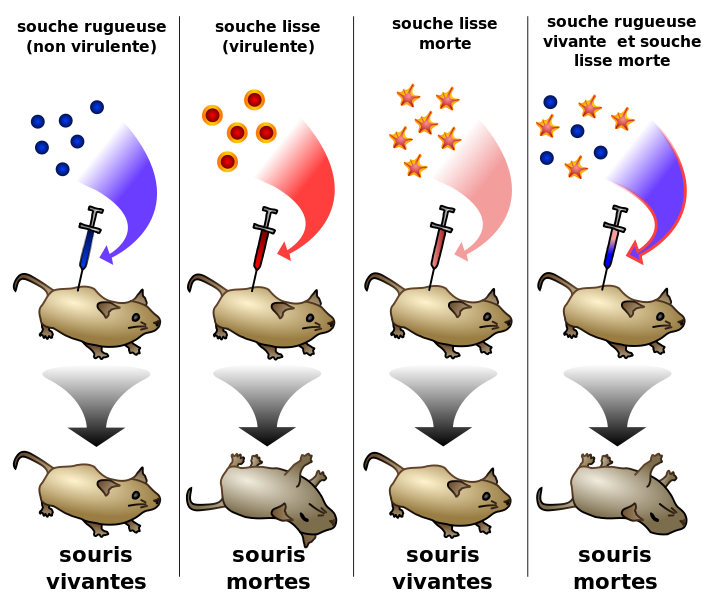 souche rugueuse
(non virulente)
souche lisse
(virulente)
souche lisse
morte
souche rugueuse
vivante et souche
lisse morte
souris
vivantes
souris
mortes
souris
vivantes
souris
mortes